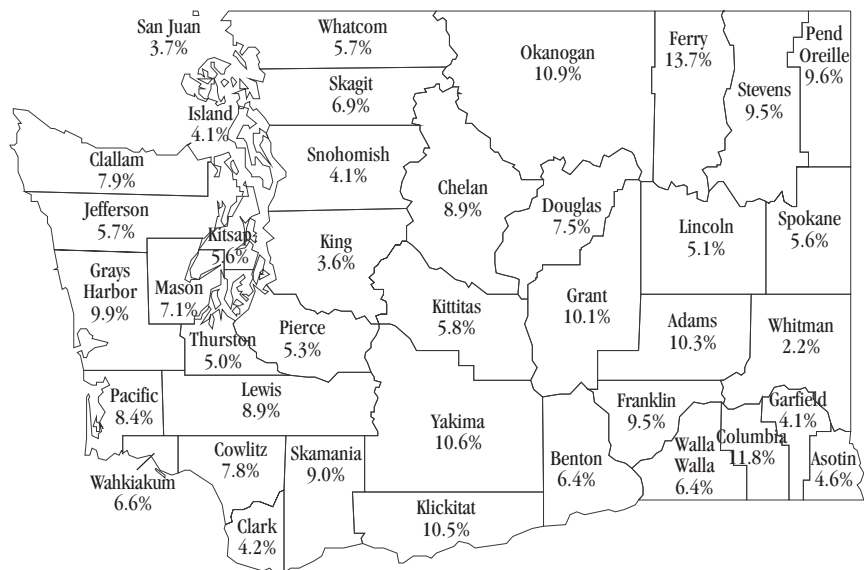 San Juan
3.7%
Whatcom
5.7%
Okanogan
10.9%
Ferry
13.7%
Pend
Oreille
9.6%
Skagit
6.9%
Stevens
9.5%
Island
4.1%
Snohomish
4.1%
Clallam
7.9%
Chelan
8.9%
Douglas
7.5%
Jefferson
5.7%
Kitsap
5.6%
King
3.6%
Lincoln
5.1%
Spokane
5.6%
Grays
Harbor
9.9%
Mason
7.1%
Kittitas
5.8%
Grant
10.1%
Adams
10.3%
Whitman
2.2%
Thurston
5.0%
Pierce
5.3%
Pacific
8.4%
Lewis
8.9%
Yakima
10.6%
Franklin
9.5%
Garfield
4.1%
Wahkiakum
6.6%
Cowlitz
7.8%
Skamania
9.0%
Benton
6.4%
Walla
Walla
6.4%
Columbia
11.8%
Asotin
4.6%
Clark
4.2%
Klickitat
10.5%